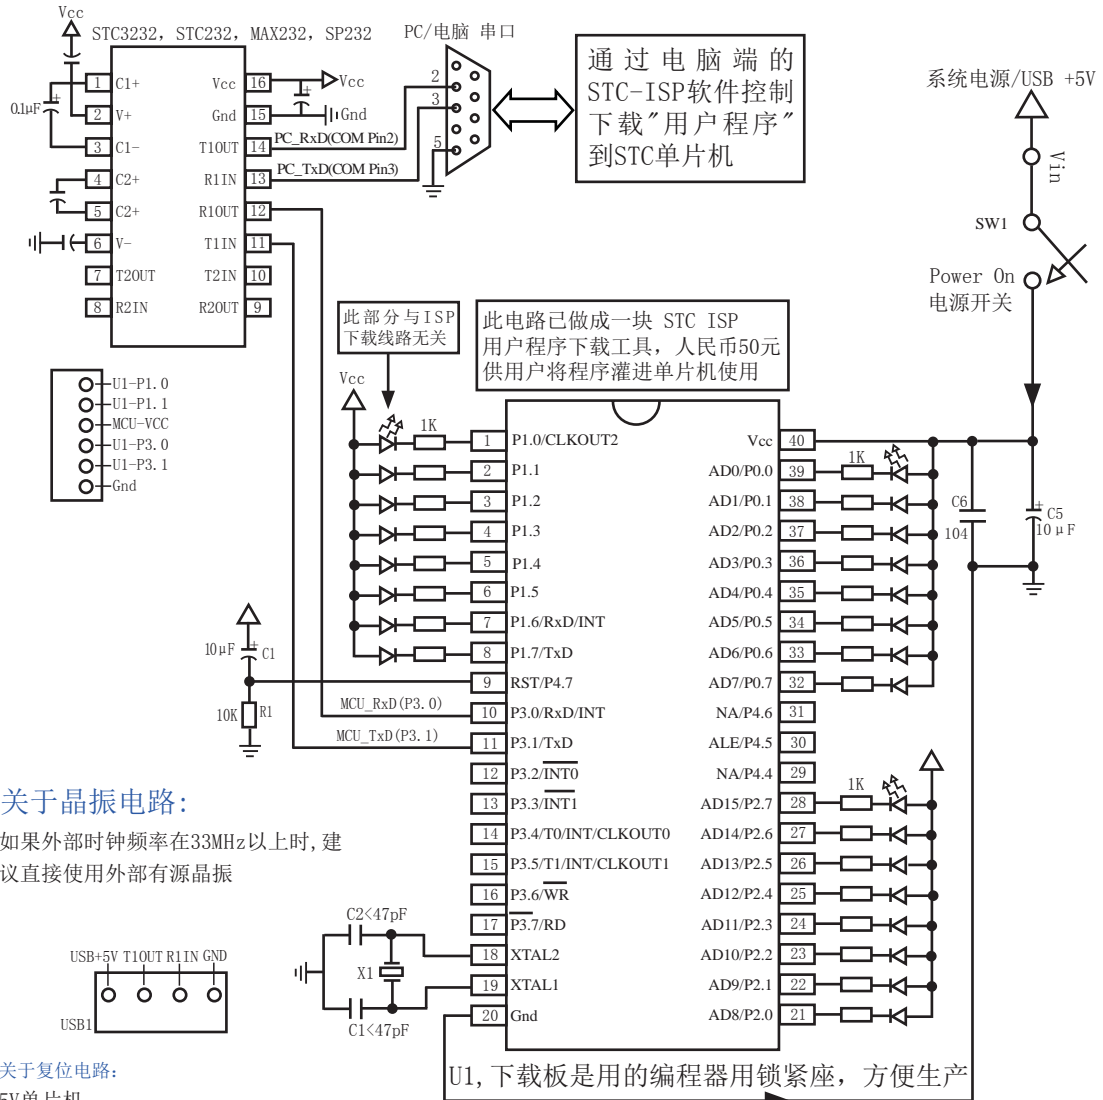 Vcc
STC3232, STC232, MAX232, SP232
PC/电脑 串口
通过电脑端的
STC-ISP软件控制
下载"用户程序"
到STC单片机
系统电源/USB +5V
Vin
SW1
Power On
电源开关
0.1μF
+
1 C1+
2 V+
3 C1-
4 C2+
5 C2+
6 V-
7 T2OUT
8 R2IN
Vcc 16
Gnd 15
T1OUT 14
R1IN 13
R1OUT 12
T1IN 11
T2IN 10
R2OUT 9
Vcc
+
Gnd
PC_RxD(COM Pin2)
PC_TxD(COM Pin3)
2
3
5
此部分与ISP
下载线路无关
此电路已做成一块 STC ISP
用户程序下载工具, 人民币50元
供用户将程序灌进单片机使用
U1-P1.0
U1-P1.1
MCU-VCC
U1-P3.0
U1-P3.1
Gnd
Vcc
1K
1 P1.0/CLKOUT2
2 P1.1
3 P1.2
4 P1.3
5 P1.4
6 P1.5
7 P1.6/RxD/INT
8 P1.7/TxD
9 RST/P4.7
10 P3.0/RxD/INT
11 P3.1/TxD
12 P3.2/INT0
13 P3.3/INT1
14 P3.4/T0/INT/CLKOUT0
15 P3.5/T1/INT/CLKOUT1
16 P3.6/WR
17 P3.7/RD
18 XTAL2
19 XTAL1
20 Gnd
Vcc 40
AD0/P0.0 39
AD1/P0.1 38
AD2/P0.2 37
AD3/P0.3 36
AD4/P0.4 35
AD5/P0.5 34
AD6/P0.6 33
AD7/P0.7 32
NA/P4.6 31
ALE/P4.5 30
NA/P4.4 29
AD15/P2.7 28
AD14/P2.6 27
AD13/P2.5 26
AD12/P2.4 25
AD11/P2.3 24
AD10/P2.2 23
AD9/P2.1 22
AD8/P2.0 21
1K
C6
104
+
C5
10μF
1K
10μF
+
C1
10K
R1
MCU_RxD(P3.0)
MCU_TxD(P3.1)
关于晶振电路:
如果外部时钟频率在33MHz以上时, 建
议直接使用外部有源晶振
C2<47pF
X1
C1<47pF
USB+5V T1OUT R1IN GND
USB1
关于复位电路:
5V单片机
U1, 下载板是用的编程器用锁紧座, 方便生产